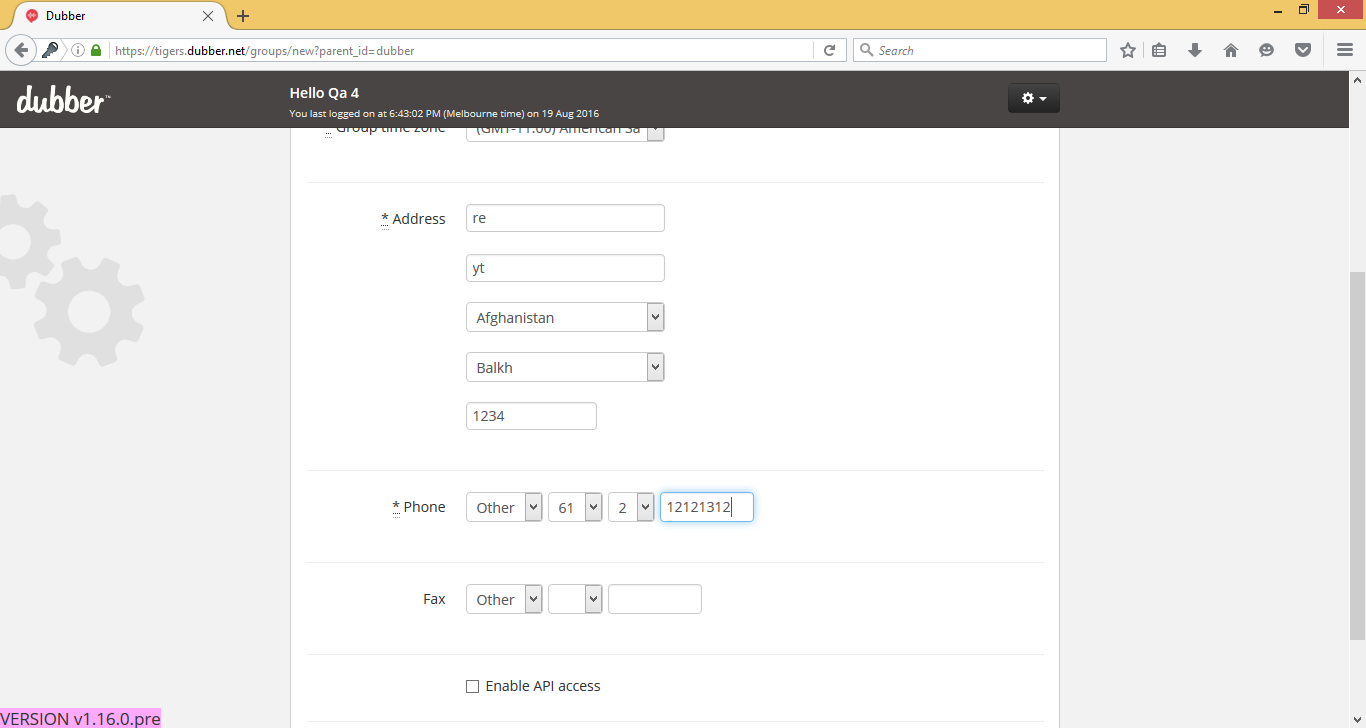 Dubber
https://tigers.dubber.net/groups/new?parent_id=dubber
Search
dubber™
Hello Qa 4
You last logged on at 6:43:02 PM (Melbourne time) on 19 Aug 2016
* Group time zone (GMT-11:00) American Sa
* Address re
yt
Afghanistan
Balkh
1234
* Phone Other 61 2 12121312
Fax Other
Enable API access
VERSION v1.16.0.pre